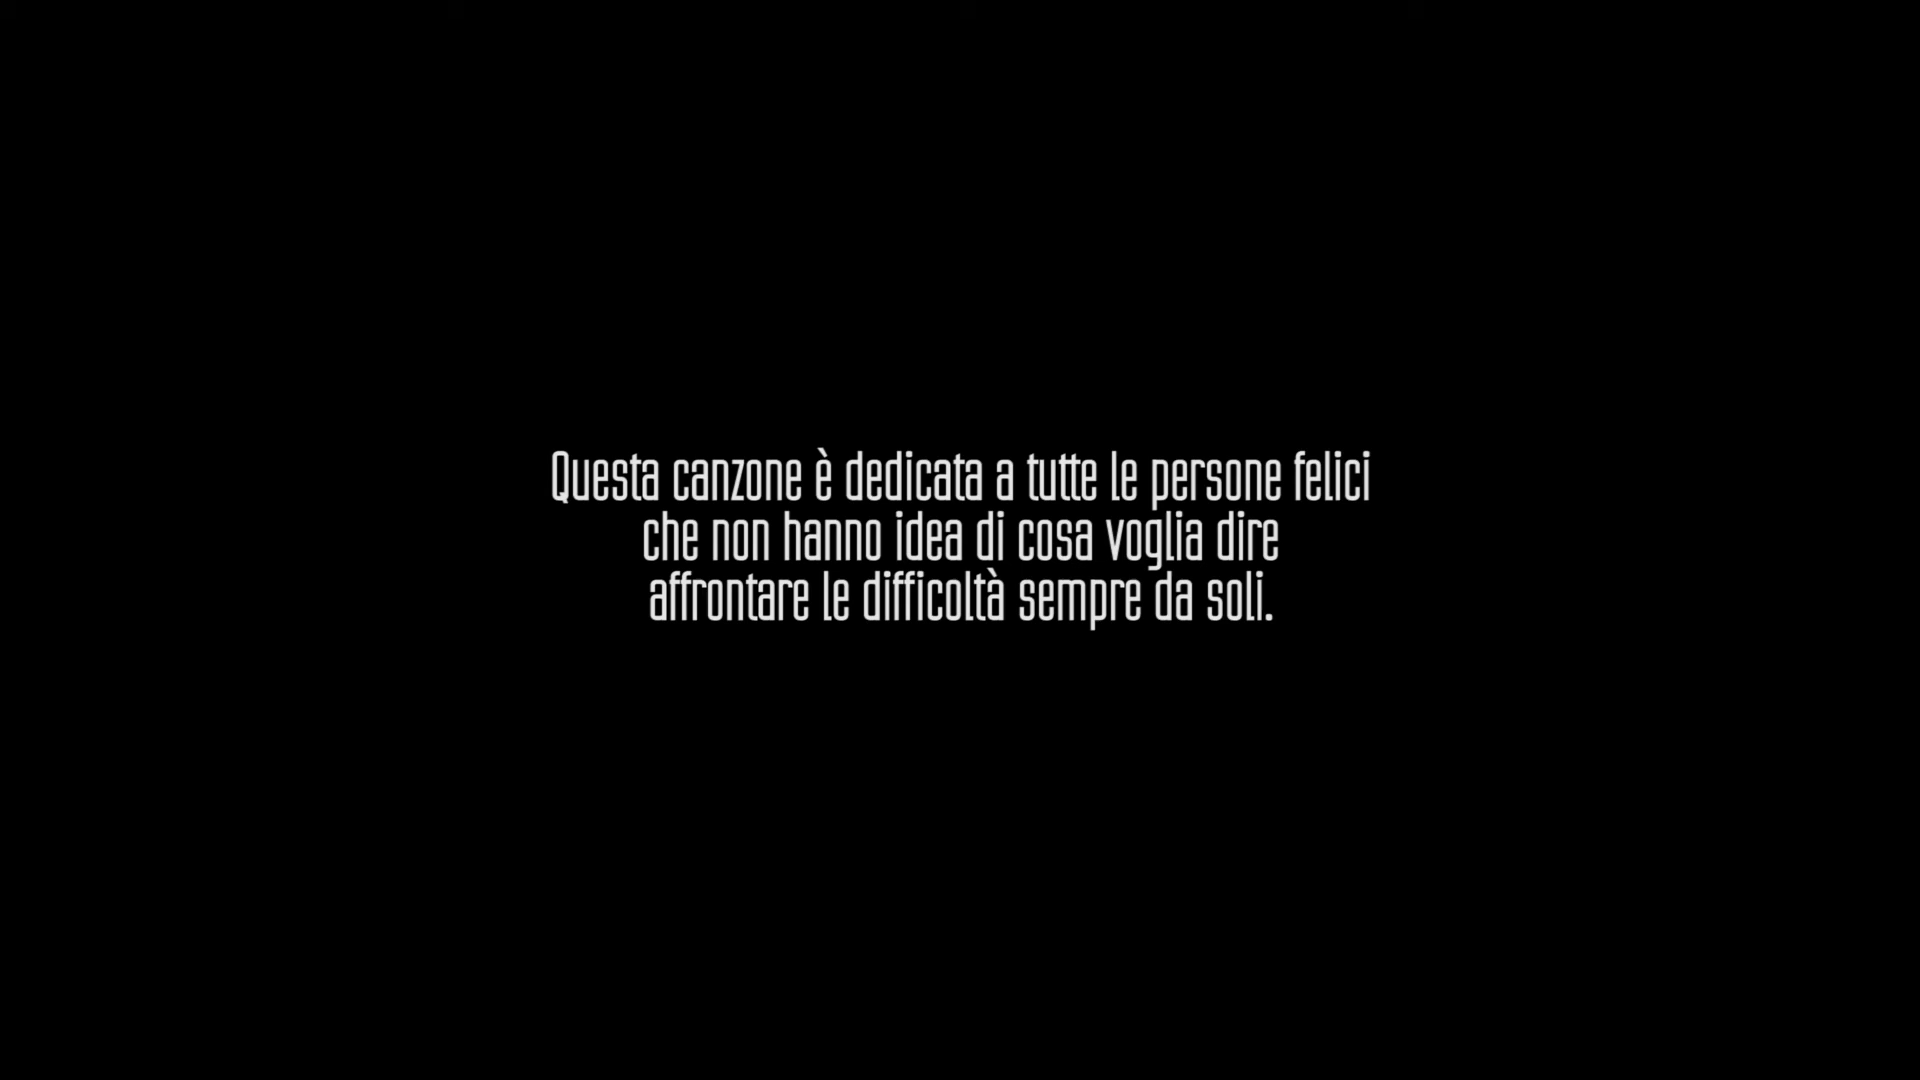 Questa canzone è dedicata a tutte le persone felici
che non hanno idea di cosa voglia dire
affrontare le difficoltà sempre da soli.